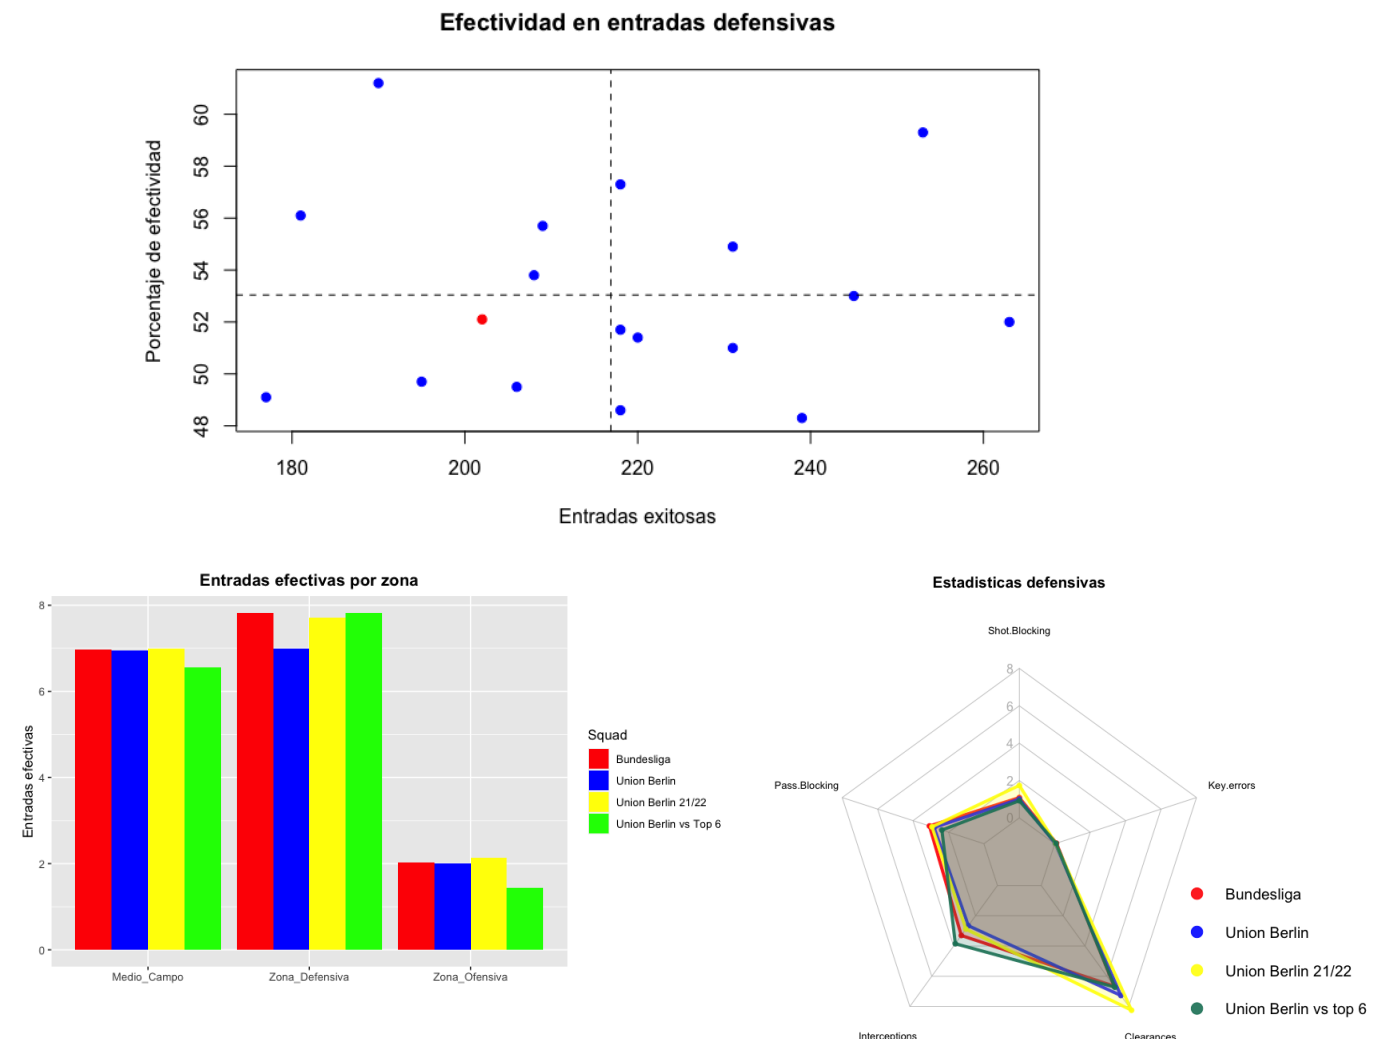 Efectividad en entradas defensivas
Porcentaje de efectividad
60
58
56
54
52
50
48
180 200 220 240 260
Entradas exitosas
Entradas efectivas por zona
Entradas efectivas
8
6
4
2
0
Medio_Campo Zona_Defensiva Zona_Ofensiva
Squad
Bundesliga
Union Berlin
Union Berlin 21/22
Union Berlin vs Top 6
Estadisticas defensivas
Shot.Blocking
8
6
4
2
0
Pass.Blocking
Key.errors
Interceptions
Clearances
Bundesliga
Union Berlin
Union Berlin 21/22
Union Berlin vs top 6